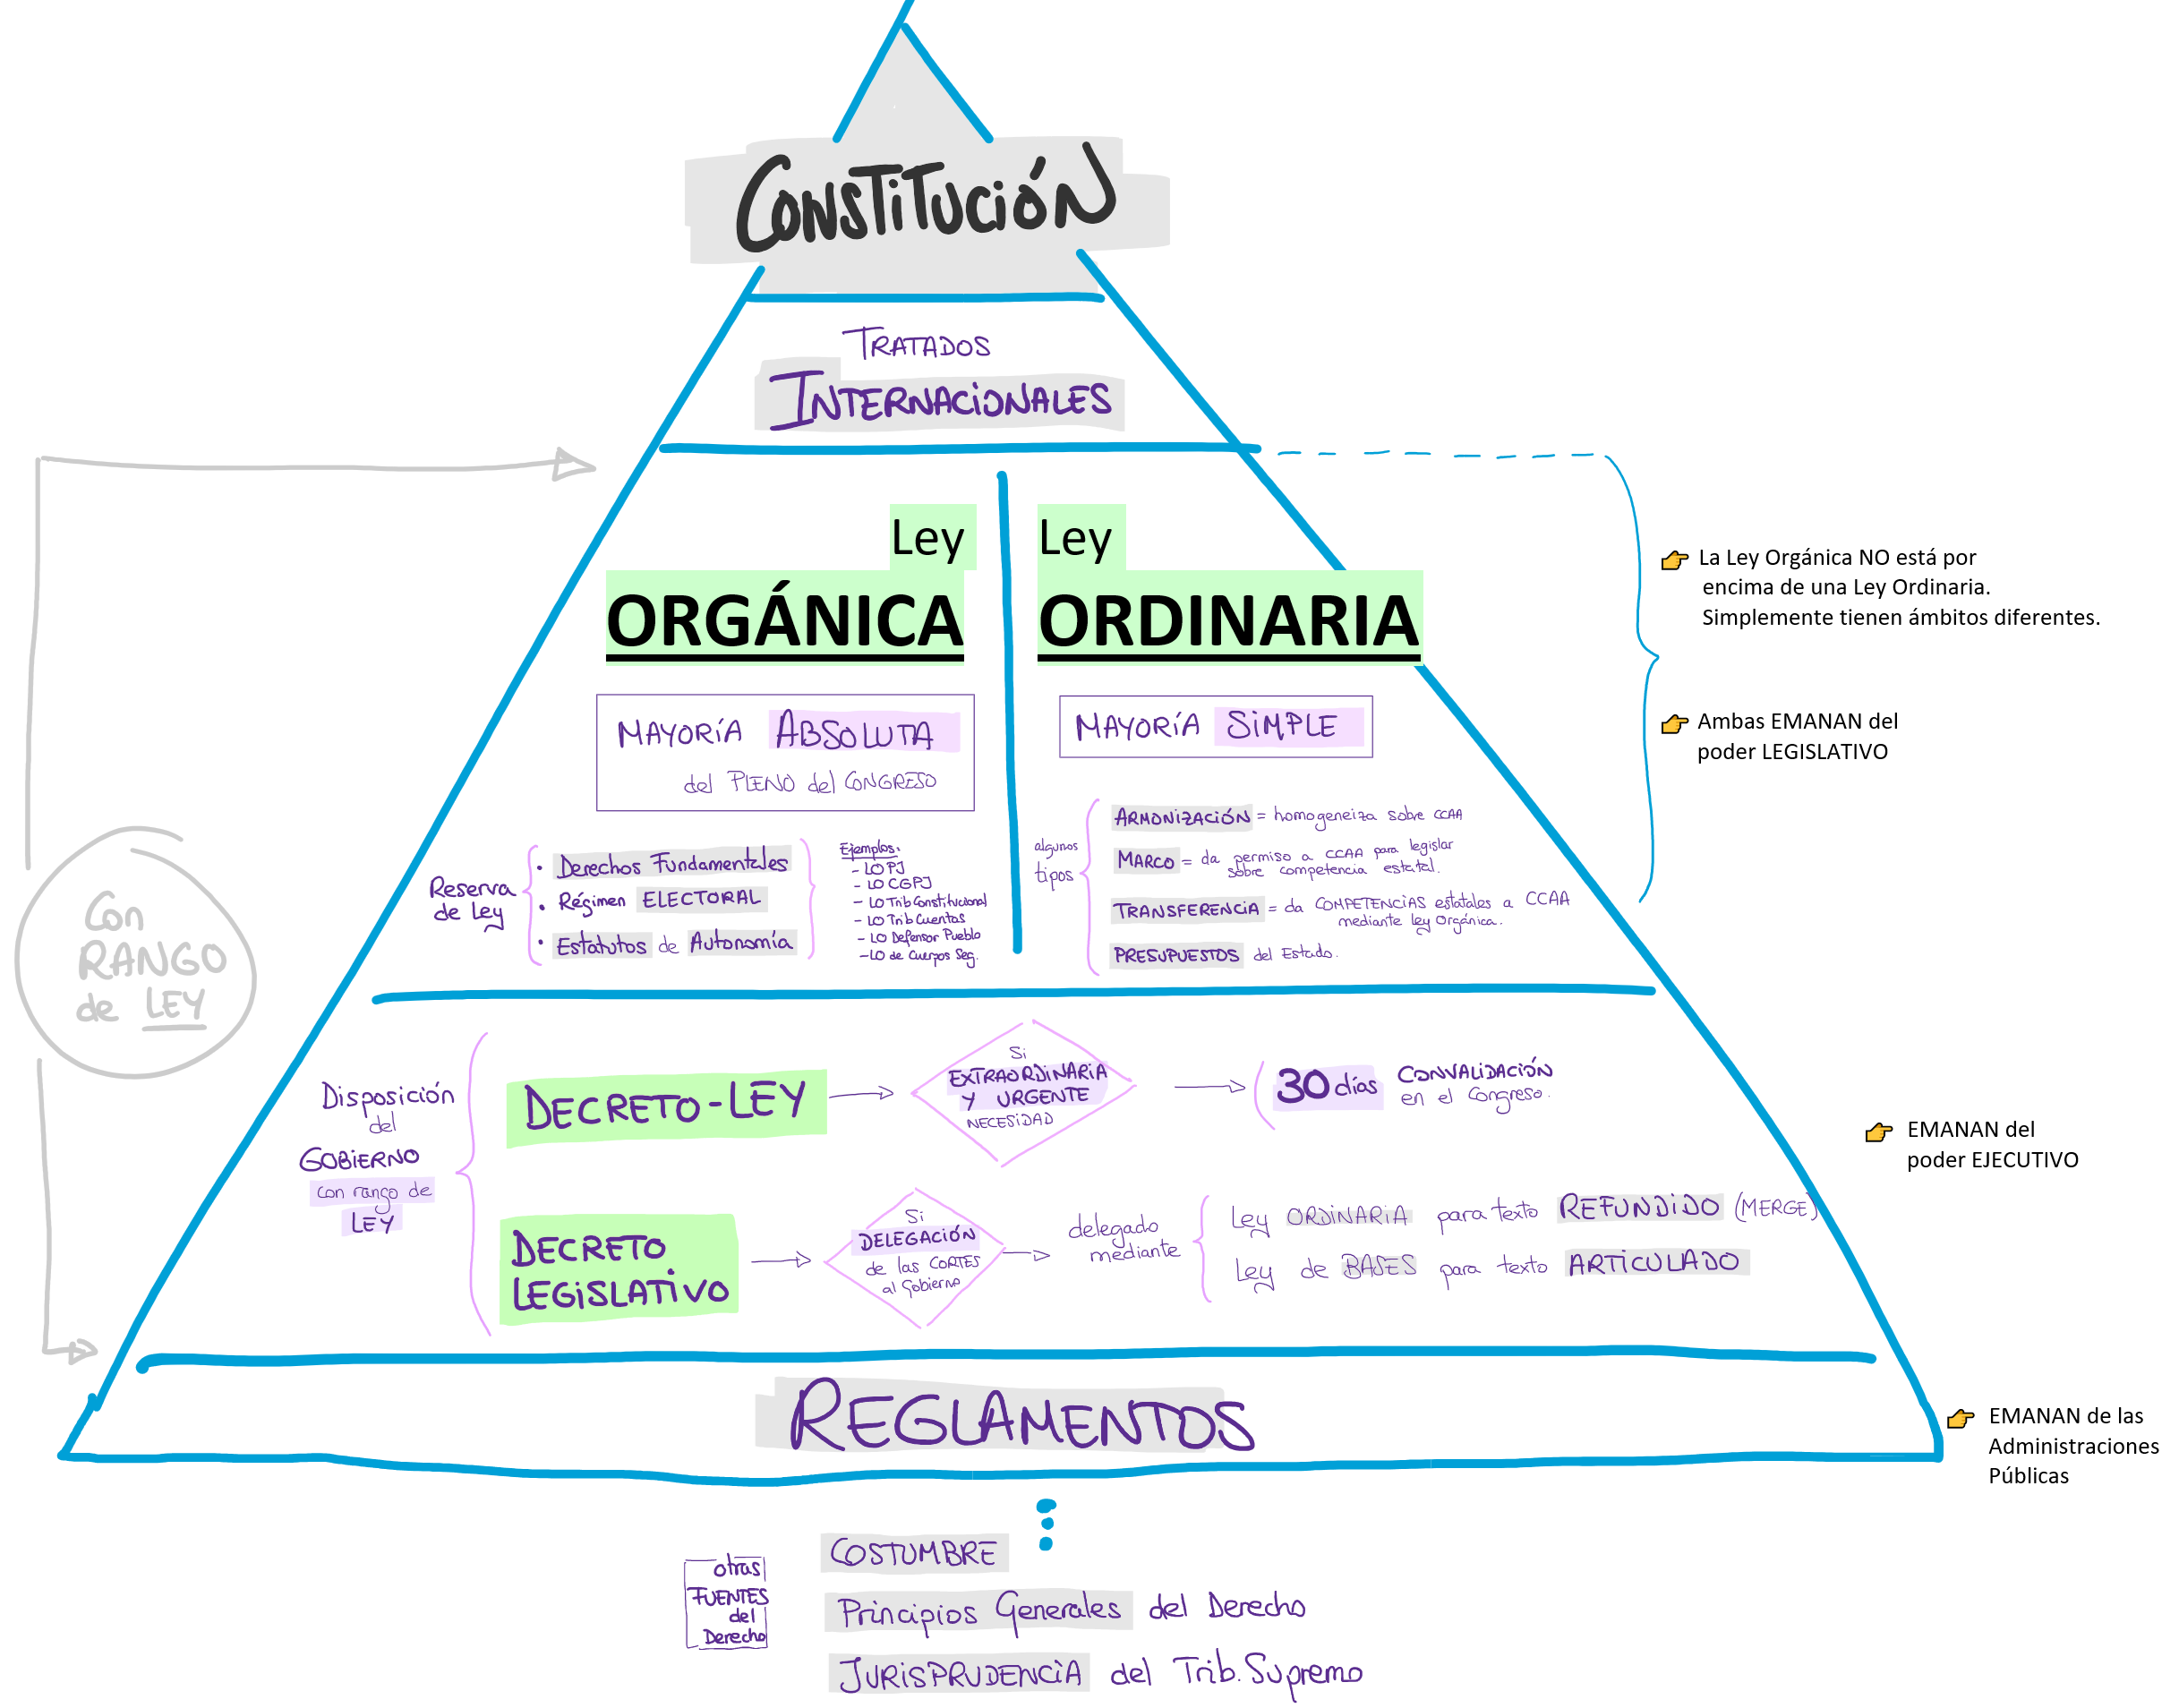 CONSTITUCIÓN
TRATADOS
INTERNACIONALES
Ley
ORGÁNICA
MAYORÍA ABSOLUTA
del PLENO del CONGRESO
Reserva
de Ley
• Derechos Fundamentales
• Régimen ELECTORAL
• Estatutos de Autonomía
Ejemplos:
- LOPJ
- LO CGPJ
- LO Trib Constitucional
- LO Trib Cuentas
- LO Defensor Pueblo
- LO de Cuerpos Seg.
Ley
ORDINARIA
MAYORÍA SIMPLE
algunos
tipos
ARMONIZACIÓN = homogeneiza sobre CCAA
MARCO = da permiso a CCAA para legislar
sobre competencia estatal.
TRANSFERENCIA = da COMPETENCIAS estatales a CCAA
mediante ley Orgánica.
PRESUPUESTOS del Estado.
👉 La Ley Orgánica NO está por
encima de una Ley Ordinaria.
Simplemente tienen ámbitos diferentes.
👉 Ambas EMANAN del
poder LEGISLATIVO
Con
RANGO
de LEY
Disposición
del
GOBIERNO
con rango de
LEY
DECRETO-LEY
Si
EXTRAORDINARIA
Y URGENTE
NECESIDAD
30 días
CONVALIDACIÓN
en el Congreso.
DECRETO
LEGISLATIVO
Si
DELEGACIÓN
de las CORTES
al Gobierno
delegado
mediante
Ley ORDINARIA para texto REFUNDIDO (MERGE)
Ley de BASES para texto ARTICULADO
👉 EMANAN del
poder EJECUTIVO
REGLAMENTOS
👉 EMANAN de las
Administraciones
Públicas
otras
FUENTES
del
Derecho
COSTUMBRE
Principios Generales del Derecho
JURISPRUDENCIA del Trib. Supremo